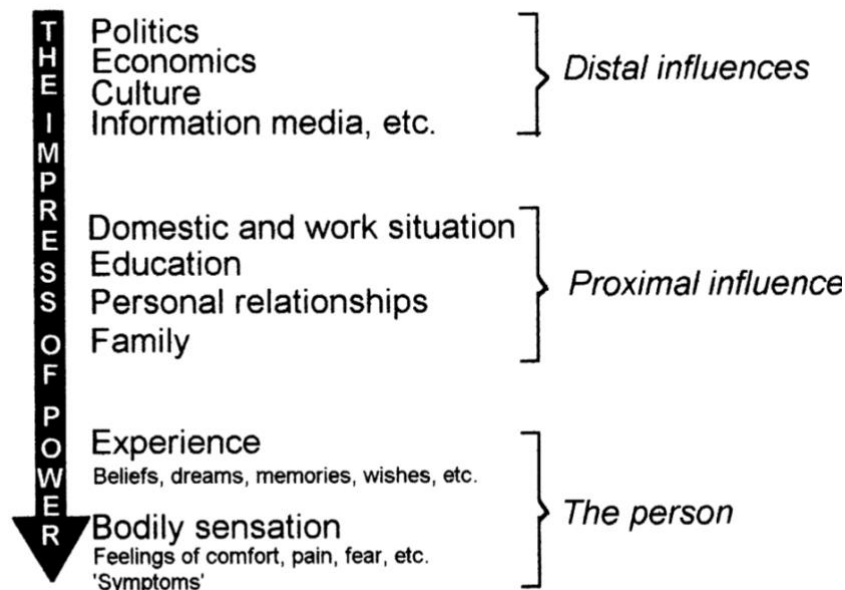 THE IMPRESS OF POWER
Politics
Economics
Culture
Information media, etc.
Distal influences
Domestic and work situation
Education
Personal relationships
Family
Proximal influence
Experience
Beliefs, dreams, memories, wishes, etc.
Bodily sensation
Feelings of comfort, pain, fear, etc.
'Symptoms'
The person